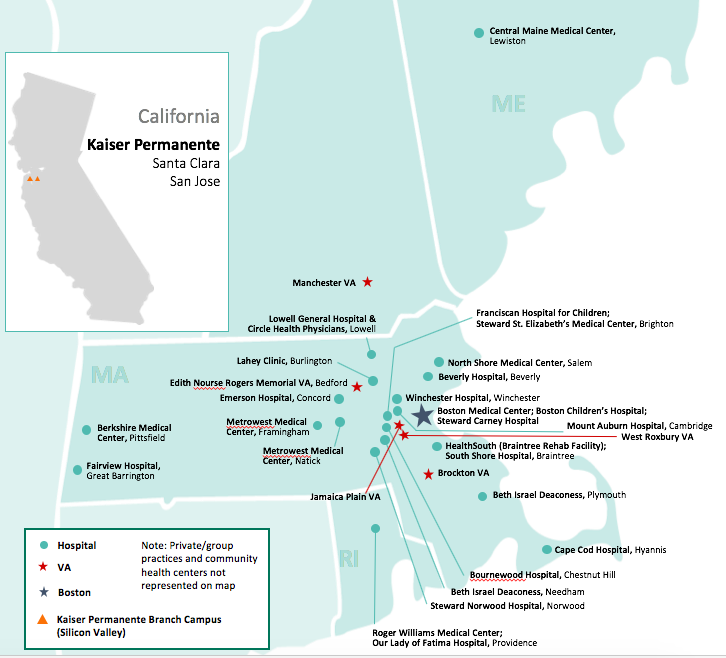 Central Maine Medical Center,
Lewiston
ME
California
Kaiser Permanente
Santa Clara
San Jose
Manchester VA
Lowell General Hospital &
Circle Health Physicians, Lowell
Franciscan Hospital for Children;
Steward St. Elizabeth's Medical Center, Brighton
MA
Lahey Clinic, Burlington
North Shore Medical Center, Salem
Beverly Hospital, Beverly
Edith Nourse Rogers Memorial VA, Bedford
Emerson Hospital, Concord
Winchester Hospital, Winchester
Boston Medical Center; Boston Children's Hospital;
Steward Carney Hospital
Mount Auburn Hospital, Cambridge
West Roxbury VA
Berkshire Medical
Center, Pittsfield
Metrowest Medical
Center, Framingham
Metrowest Medical
Center, Natick
HealthSouth (Braintree Rehab Facility);
South Shore Hospital, Braintree
Fairview Hospital,
Great Barrington
Brockton VA
Jamaica Plain VA
Beth Israel Deaconess, Plymouth
RI
Cape Cod Hospital, Hyannis
Bournewood Hospital, Chestnut Hill
Beth Israel Deaconess, Needham
Steward Norwood Hospital, Norwood
Roger Williams Medical Center;
Our Lady of Fatima Hospital, Providence
Hospital
VA
Boston
Note: Private/group
practices and community
health centers not
represented on map
Kaiser Permanente Branch Campus
(Silicon Valley)